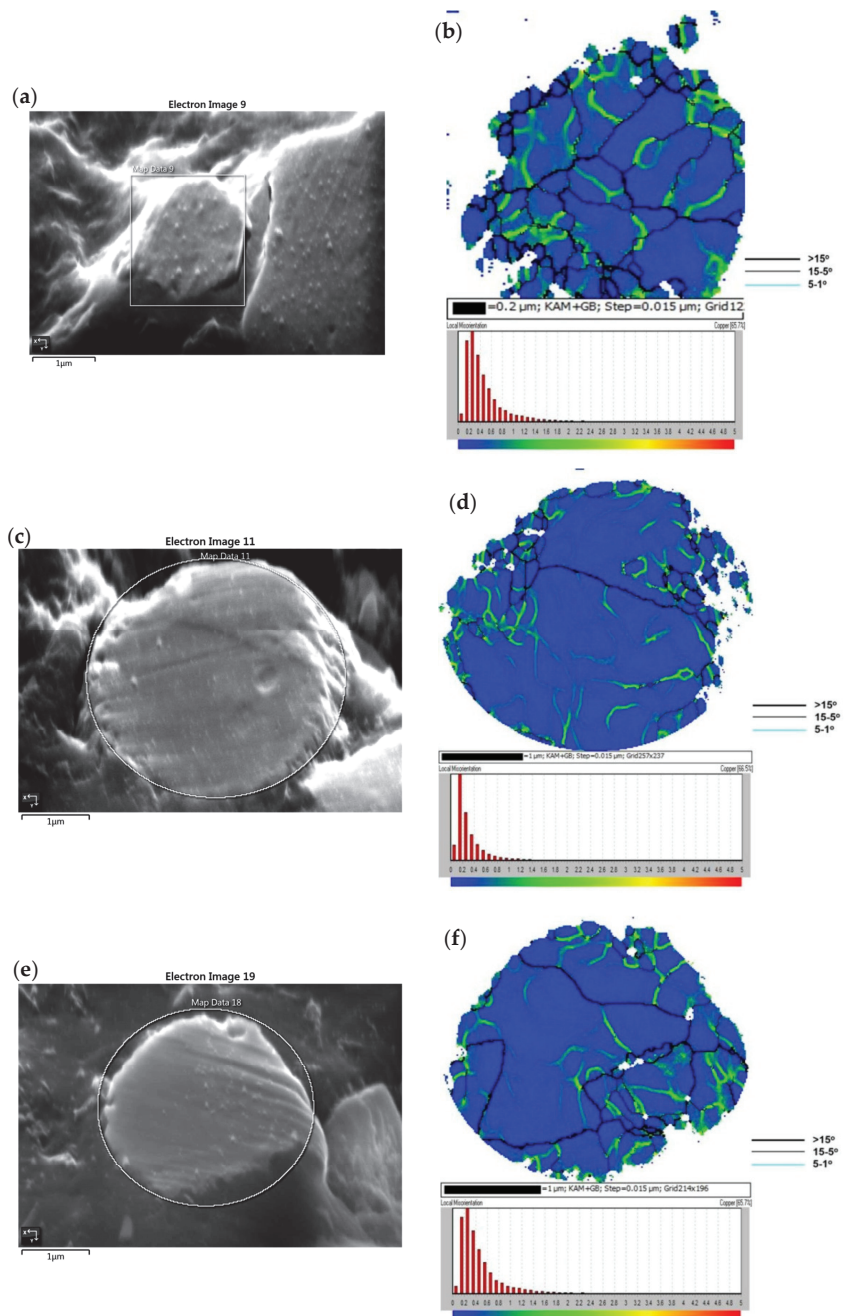 (a)
Electron Image 9
Map Data 9
X
Y
1µm
(b)
>15°
15-5°
5-1°
=0.2 µm; KAM+GB; Step=0.015 µm; Grid12
Local Misorientation Copper [65.7%]
0 0.2 0.4 0.6 0.8 1 1.2 1.4 1.6 1.8 2 2.2 2.4 2.6 2.8 3 3.2 3.4 3.6 3.8 4 4.2 4.4 4.6 4.8 5
(c)
Electron Image 11
Map Data 11
X
Y
1µm
(d)
>15°
15-5°
5-1°
=1 µm; KAM+GB; Step=0.015 µm; Grid257x237
Local Misorientation Copper [66.5%]
0 0.2 0.4 0.6 0.8 1 1.2 1.4 1.6 1.8 2 2.2 2.4 2.6 2.8 3 3.2 3.4 3.6 3.8 4 4.2 4.4 4.6 4.8 5
(e)
Electron Image 19
Map Data 18
X
Y
1µm
(f)
>15°
15-5°
5-1°
=1 µm; KAM+GB; Step=0.015 µm; Grid214x196
Local Misorientation Copper [65.7%]
0 0.2 0.4 0.6 0.8 1 1.2 1.4 1.6 1.8 2 2.2 2.4 2.6 2.8 3 3.2 3.4 3.6 3.8 4 4.2 4.4 4.6 4.8 5